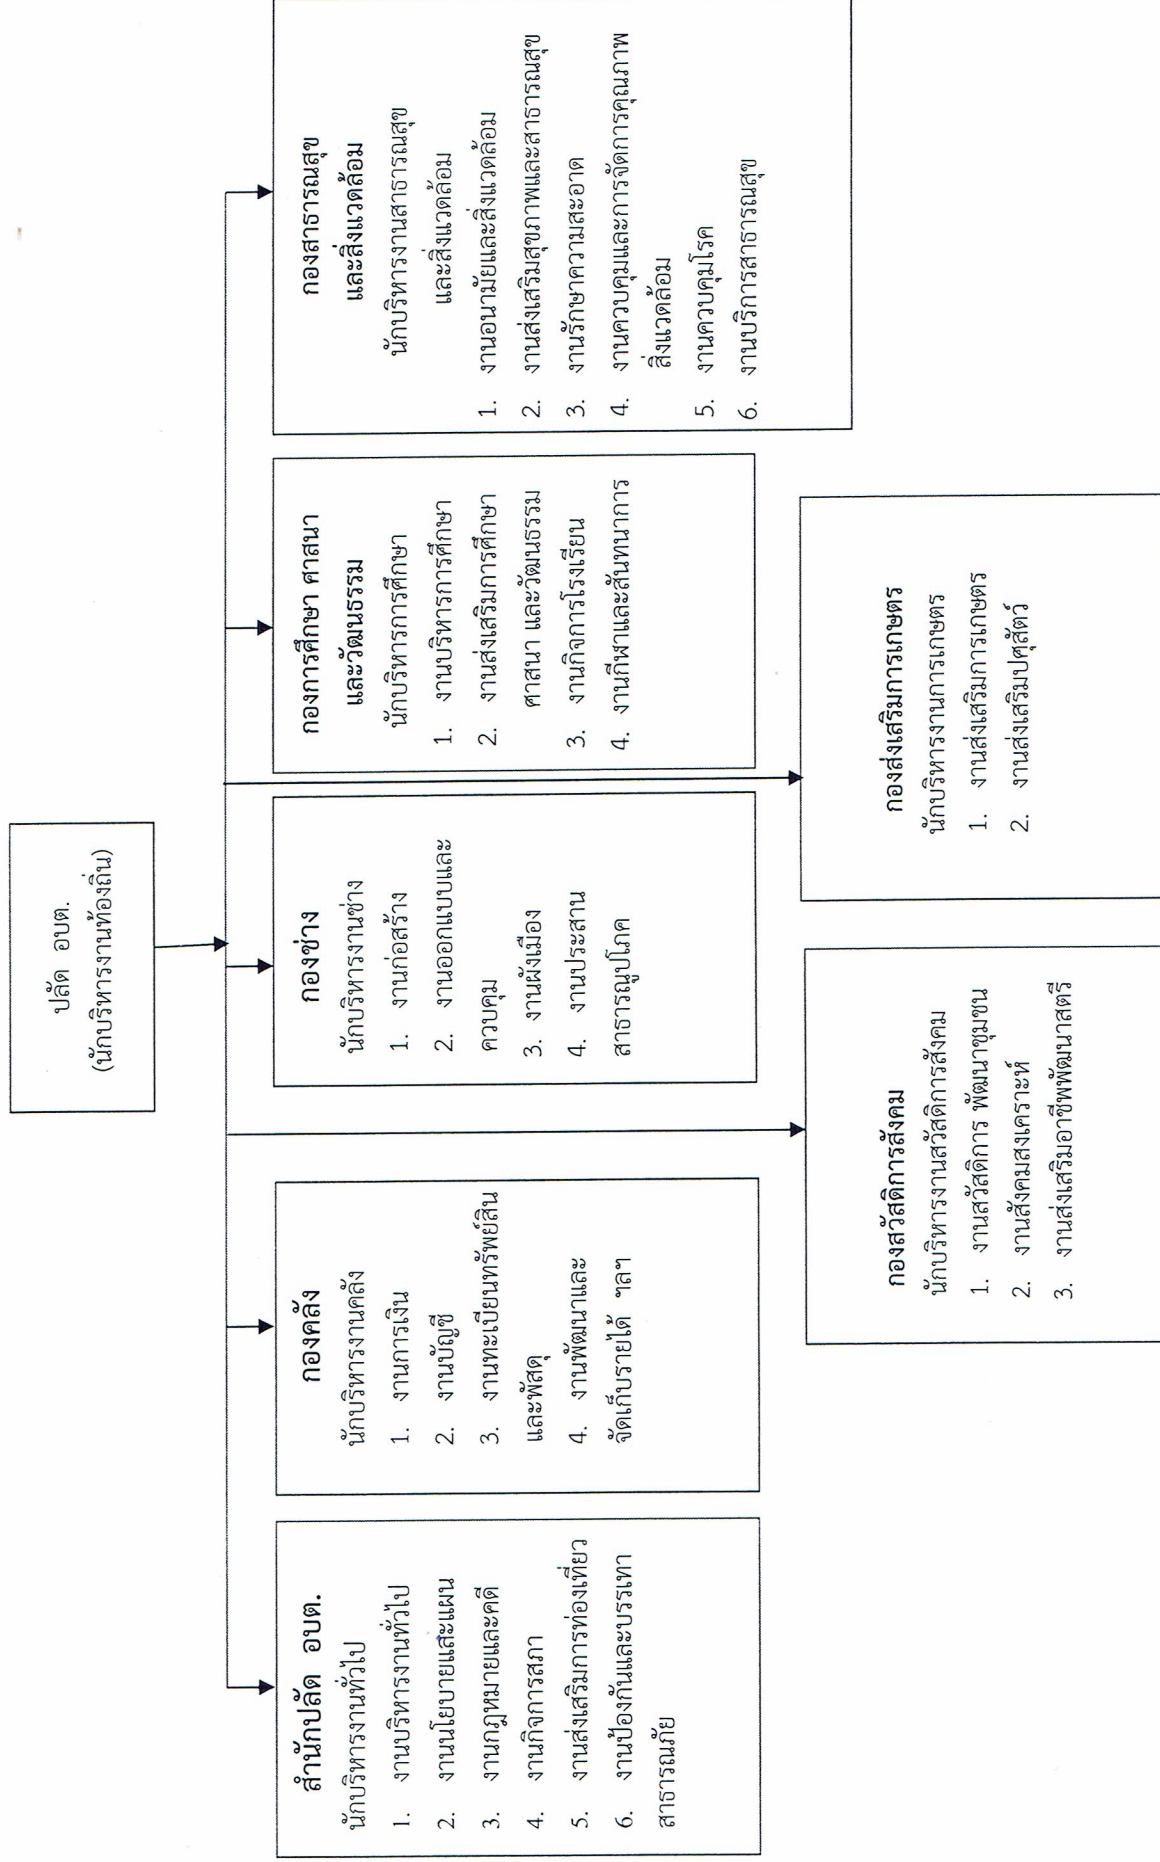 ปลัด อบต.
(นักบริหารงานท้องถิ่น)
สำนักปลัด อบต.
นักบริหารงานทั่วไป
1. งานบริหารงานทั่วไป
2. งานนโยบายและแผน
3. งานกฎหมายและคดี
4. งานกิจการสภา
5. งานส่งเสริมการท่องเที่ยว
6. งานป้องกันและบรรเทา
สาธารณภัย
กองคลัง
นักบริหารงานคลัง
1. งานการเงิน
2. งานบัญชี
3. งานทะเบียนทรัพย์สิน
และพัสดุ
4. งานพัฒนาและ
จัดเก็บรายได้ ฯลฯ
กองช่าง
นักบริหารงานช่าง
1. งานก่อสร้าง
2. งานออกแบบและ
ควบคุม
3. งานผังเมือง
4. งานประสาน
สาธารณูปโภค
กองการศึกษา ศาสนา
และวัฒนธรรม
นักบริหารการศึกษา
1. งานบริหารการศึกษา
2. งานส่งเสริมการศึกษา
ศาสนา และวัฒนธรรม
3. งานกิจการโรงเรียน
4. งานกีฬาและสันทนาการ
กองสาธารณสุข
และสิ่งแวดล้อม
นักบริหารงานสาธารณสุข
และสิ่งแวดล้อม
1. งานอนามัยและสิ่งแวดล้อม
2. งานส่งเสริมสุขภาพและสาธารณสุข
3. งานรักษาความสะอาด
4. งานควบคุมและการจัดการคุณภาพ
สิ่งแวดล้อม
5. งานควบคุมโรค
6. งานบริการสาธารณสุข
กองสวัสดิการสังคม
นักบริหารงานสวัสดิการสังคม
1. งานสวัสดิการ พัฒนาชุมชน
2. งานสังคมสงเคราะห์
3. งานส่งเสริมอาชีพพัฒนาสตรี
กองส่งเสริมการเกษตร
นักบริหารงานการเกษตร
1. งานส่งเสริมการเกษตร
2. งานส่งเสริมปศุสัตว์